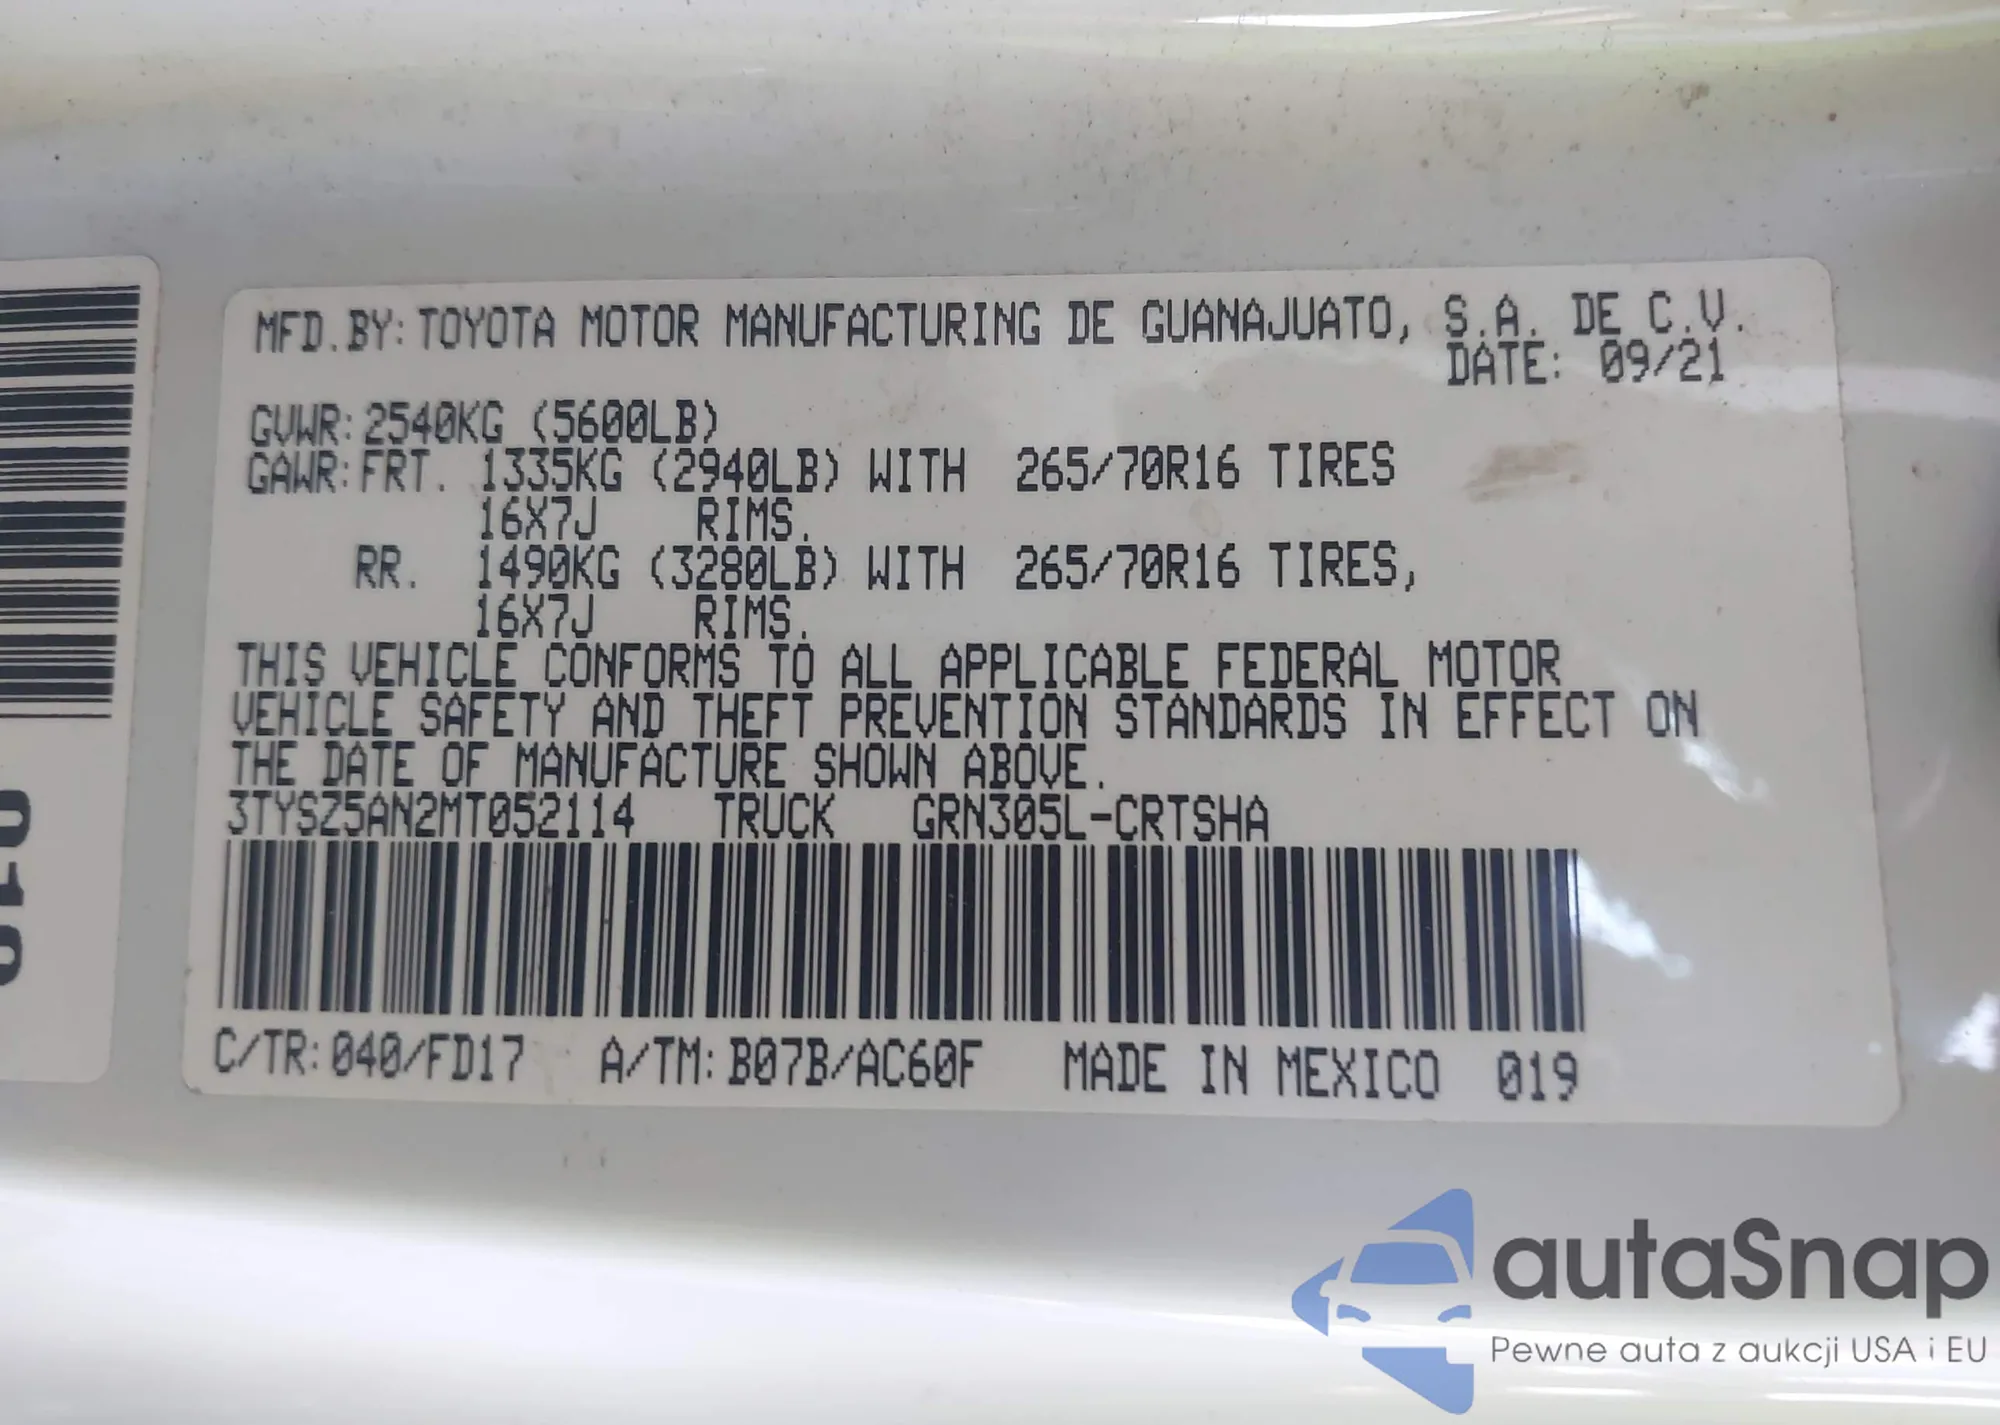 MFD.BY: TOYOTA MOTOR MANUFACTURING DE GUANAJUATO, S.A. DE C.V.
DATE: 09/21
GVWR: 2540KG (5600LB)
GAWR: FRT. 1335KG (2940LB) WITH 265/70R16 TIRES
16X7J RIMS.
RR. 1490KG (3280LB) WITH 265/70R16 TIRES,
16X7J RIMS.
THIS VEHICLE CONFORMS TO ALL APPLICABLE FEDERAL MOTOR
VEHICLE SAFETY AND THEFT PREVENTION STANDARDS IN EFFECT ON
THE DATE OF MANUFACTURE SHOWN ABOVE.
3TYSZ5AN2MT052114 TRUCK GRN305L-CRTSHA
C/TR: 040/FD17 A/TM: B07B/AC60F MADE IN MEXICO 019
autaSnap
Pewne auta z aukcji USA i EU